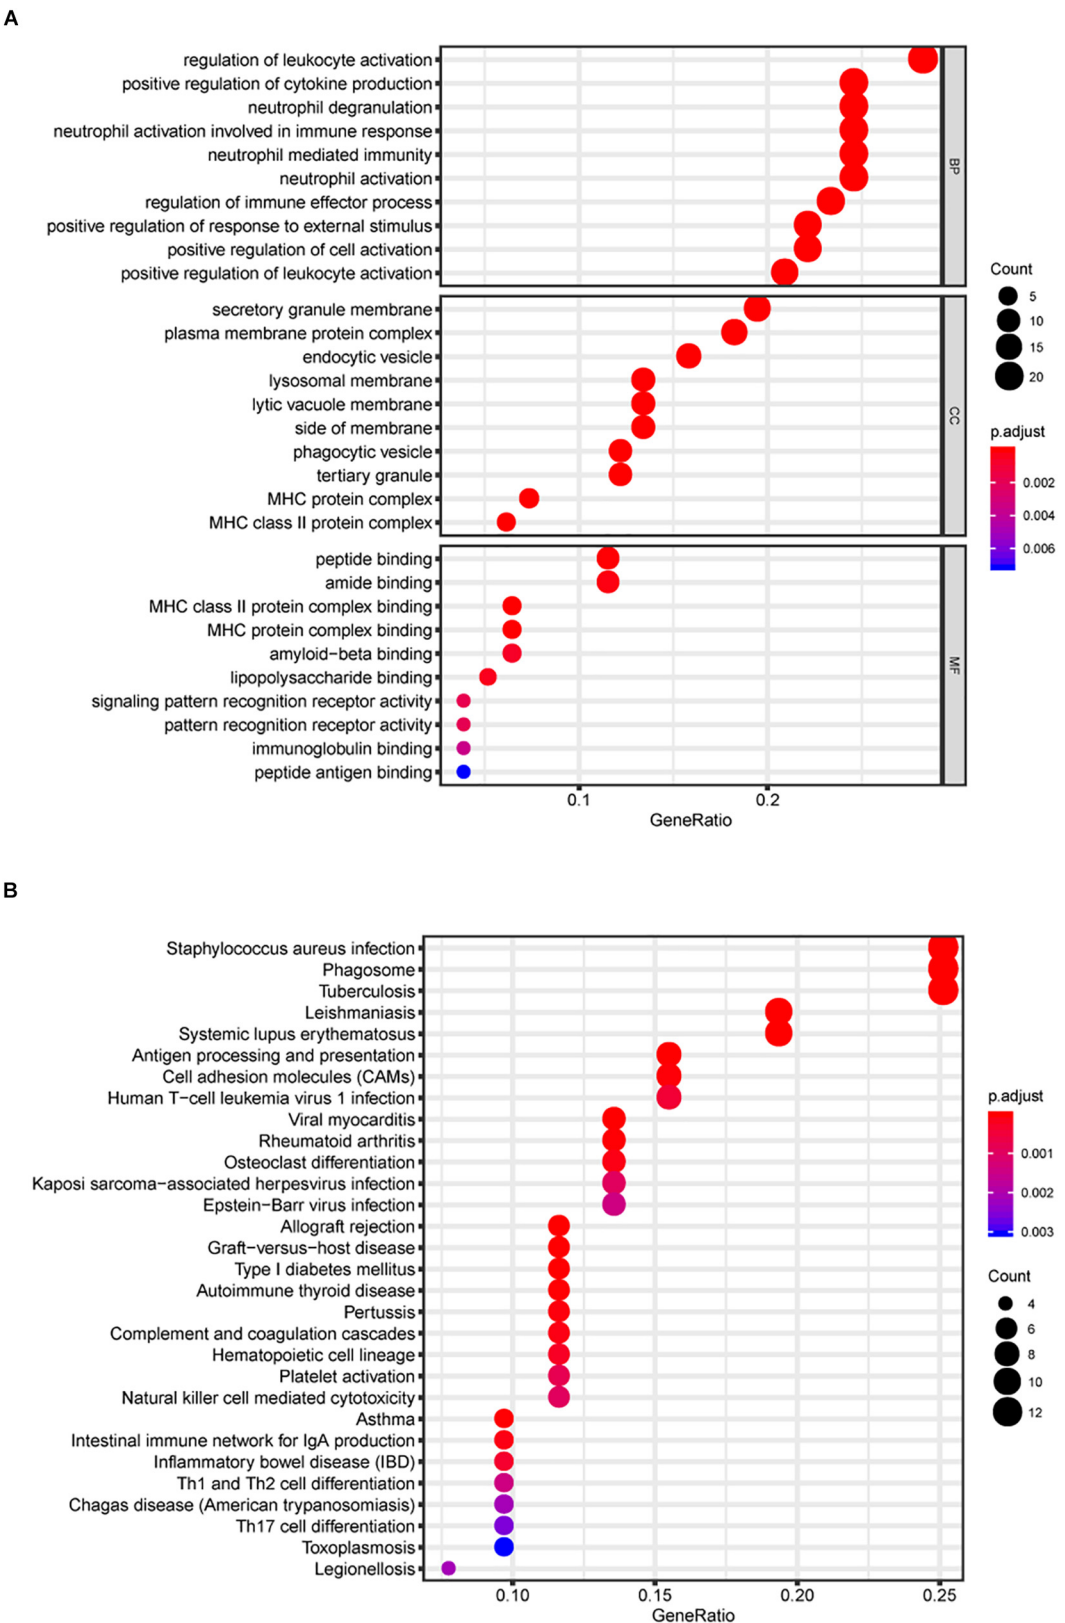 A
regulation of leukocyte activation
positive regulation of cytokine production
neutrophil degranulation
neutrophil activation involved in immune response
neutrophil mediated immunity
neutrophil activation
regulation of immune effector process
positive regulation of response to external stimulus
positive regulation of cell activation
positive regulation of leukocyte activation
BP
secretory granule membrane
plasma membrane protein complex
endocytic vesicle
lysosomal membrane
lytic vacuole membrane
side of membrane
phagocytic vesicle
tertiary granule
MHC protein complex
MHC class II protein complex
CC
peptide binding
amide binding
MHC class II protein complex binding
MHC protein complex binding
amyloid−beta binding
lipopolysaccharide binding
signaling pattern recognition receptor activity
pattern recognition receptor activity
immunoglobulin binding
peptide antigen binding
MF
0.1 0.2
GeneRatio
Count
5
10
15
20
p.adjust
0.002
0.004
0.006
B
Staphylococcus aureus infection
Phagosome
Tuberculosis
Leishmaniasis
Systemic lupus erythematosus
Antigen processing and presentation
Cell adhesion molecules (CAMs)
Human T−cell leukemia virus 1 infection
Viral myocarditis
Rheumatoid arthritis
Osteoclast differentiation
Kaposi sarcoma−associated herpesvirus infection
Epstein−Barr virus infection
Allograft rejection
Graft−versus−host disease
Type I diabetes mellitus
Autoimmune thyroid disease
Pertussis
Complement and coagulation cascades
Hematopoietic cell lineage
Platelet activation
Natural killer cell mediated cytotoxicity
Asthma
Intestinal immune network for IgA production
Inflammatory bowel disease (IBD)
Th1 and Th2 cell differentiation
Chagas disease (American trypanosomiasis)
Th17 cell differentiation
Toxoplasmosis
Legionellosis
0.10 0.15 0.20 0.25
GeneRatio
p.adjust
0.001
0.002
0.003
Count
4
6
8
10
12